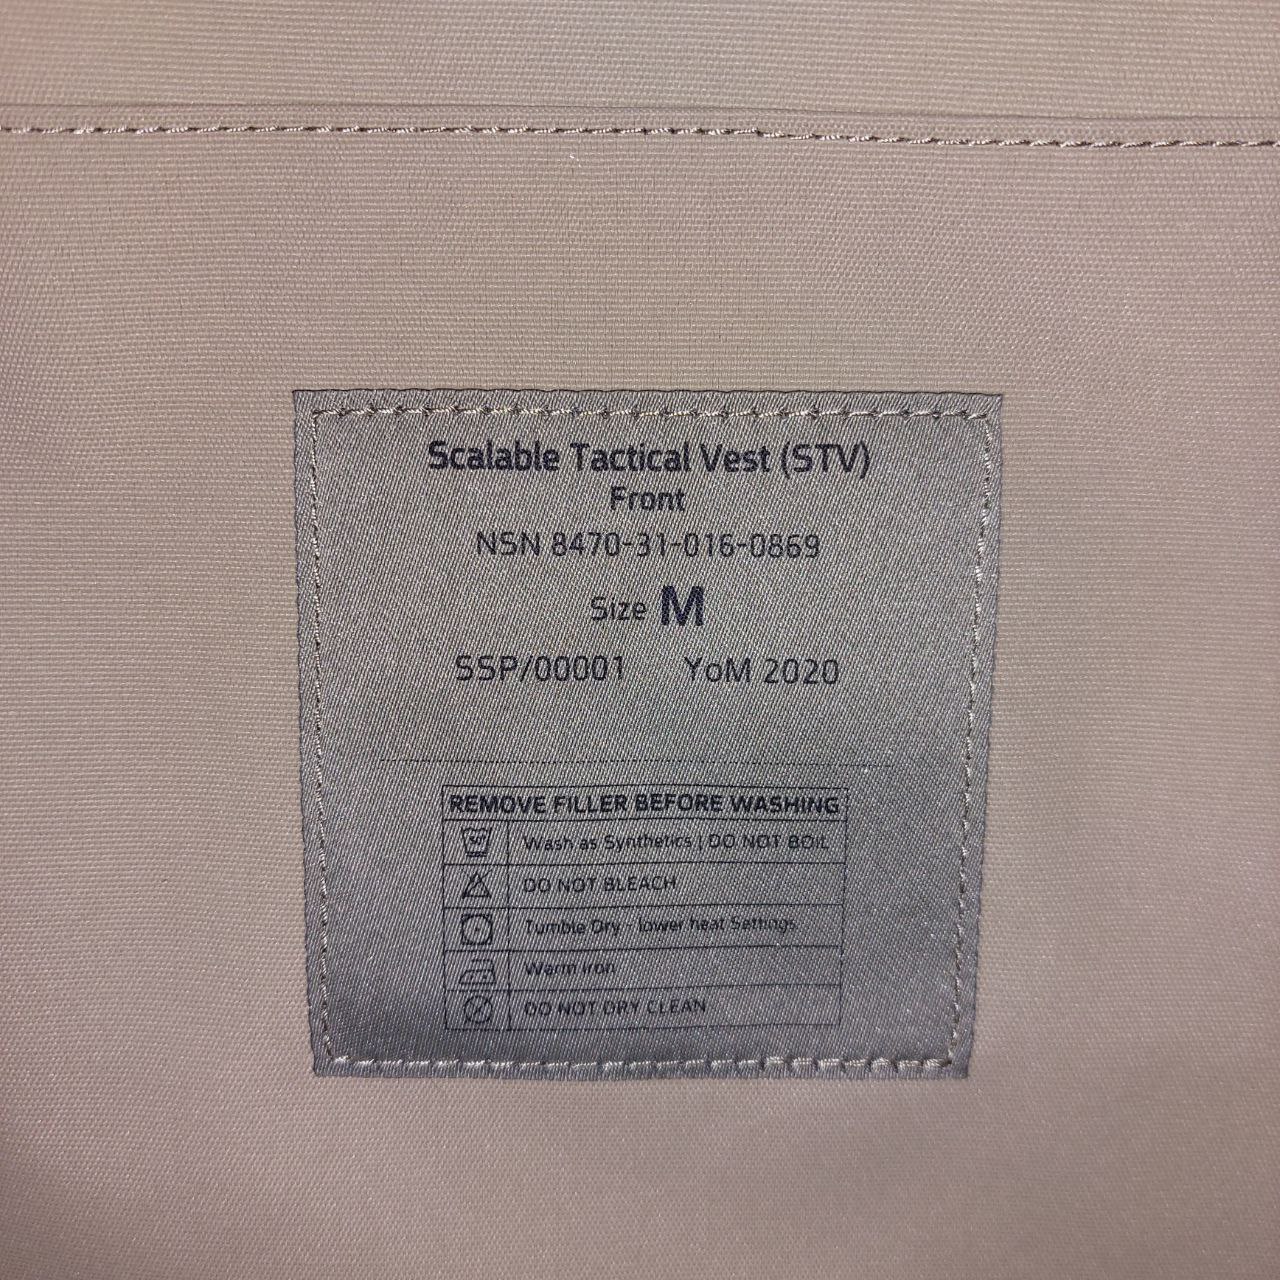 Scalable Tactical Vest (STV)
Front
NSN 8470-31-016-0869
Size M
SSP/00001 YoM 2020
REMOVE FILLER BEFORE WASHING
Wash as Synthetics | DO NOT BOIL
DO NOT BLEACH
Tumble Dry - lower heat Settings
Warm Iron
DO NOT DRY CLEAN